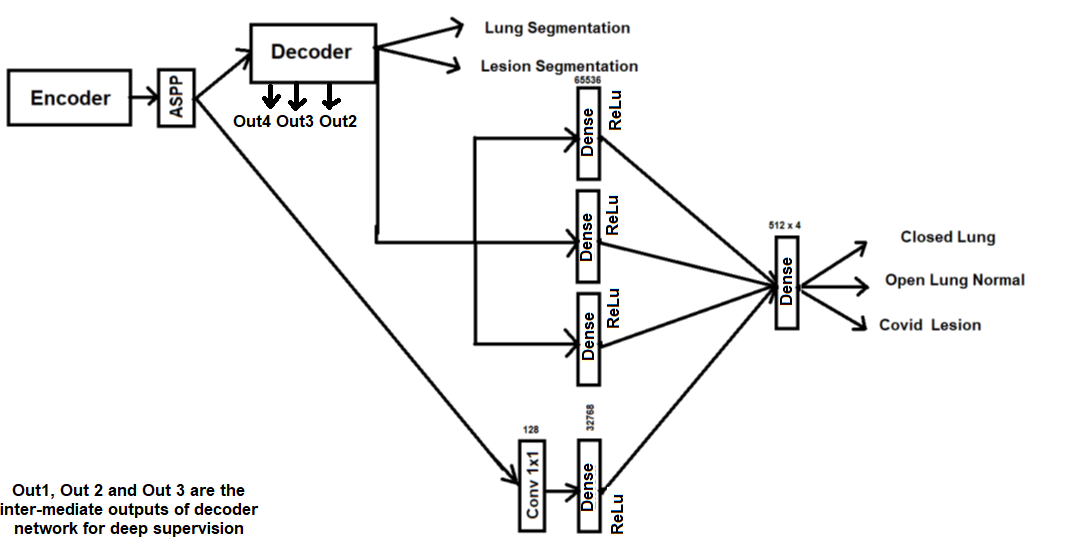 Lung Segmentation
Decoder
Lesion Segmentation
Encoder
ASPP
Out4 Out3 Out2
65536
Dense
ReLu
Dense
ReLu
Dense
ReLu
512 x 4
Dense
Closed Lung
Open Lung Normal
Covid Lesion
128
Conv 1x1
32768
Dense
ReLu
Out1, Out 2 and Out 3 are the
inter-mediate outputs of decoder
network for deep supervision